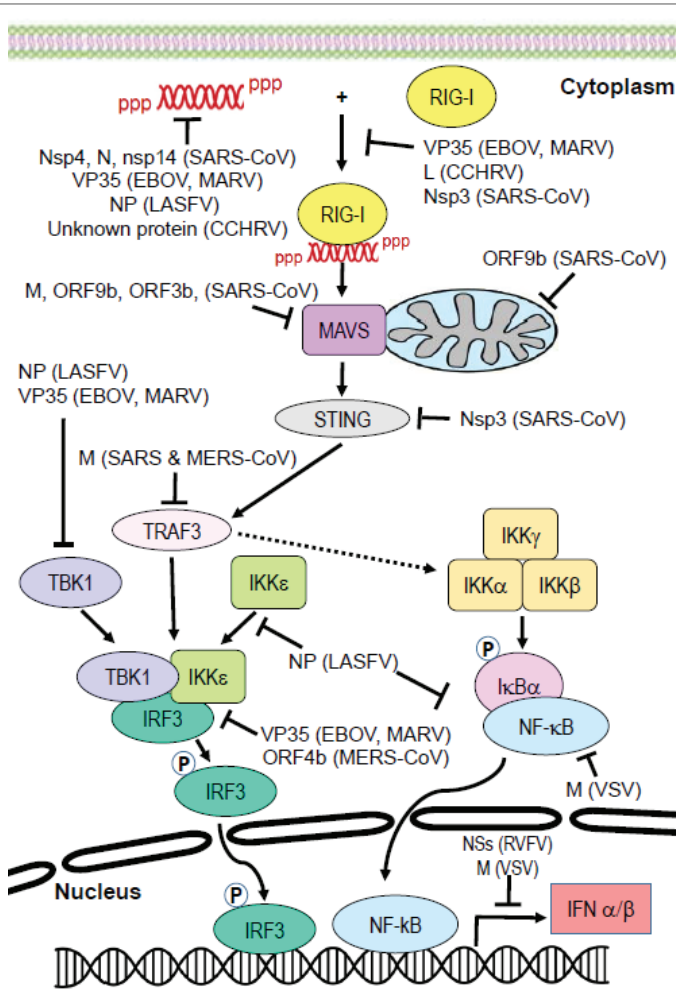 Cytoplasm
ppp
ppp
+
RIG-I
Nsp4, N, nsp14 (SARS-CoV)
VP35 (EBOV, MARV)
NP (LASFV)
Unknown protein (CCHRV)
VP35 (EBOV, MARV)
L (CCHRV)
Nsp3 (SARS-CoV)
RIG-I
ppp
ppp
ORF9b (SARS-CoV)
M, ORF9b, ORF3b, (SARS-CoV)
MAVS
NP (LASFV)
VP35 (EBOV, MARV)
STING
Nsp3 (SARS-CoV)
M (SARS & MERS-CoV)
TRAF3
IKKγ
TBK1
IKKε
IKKα
IKKβ
NP (LASFV)
P
TBK1
IKKε
IκBα
IRF3
NF-κB
VP35 (EBOV, MARV)
ORF4b (MERS-CoV)
P
IRF3
M (VSV)
NSs (RVFV)
M (VSV)
Nucleus
P
IRF3
NF-kB
IFN α/β